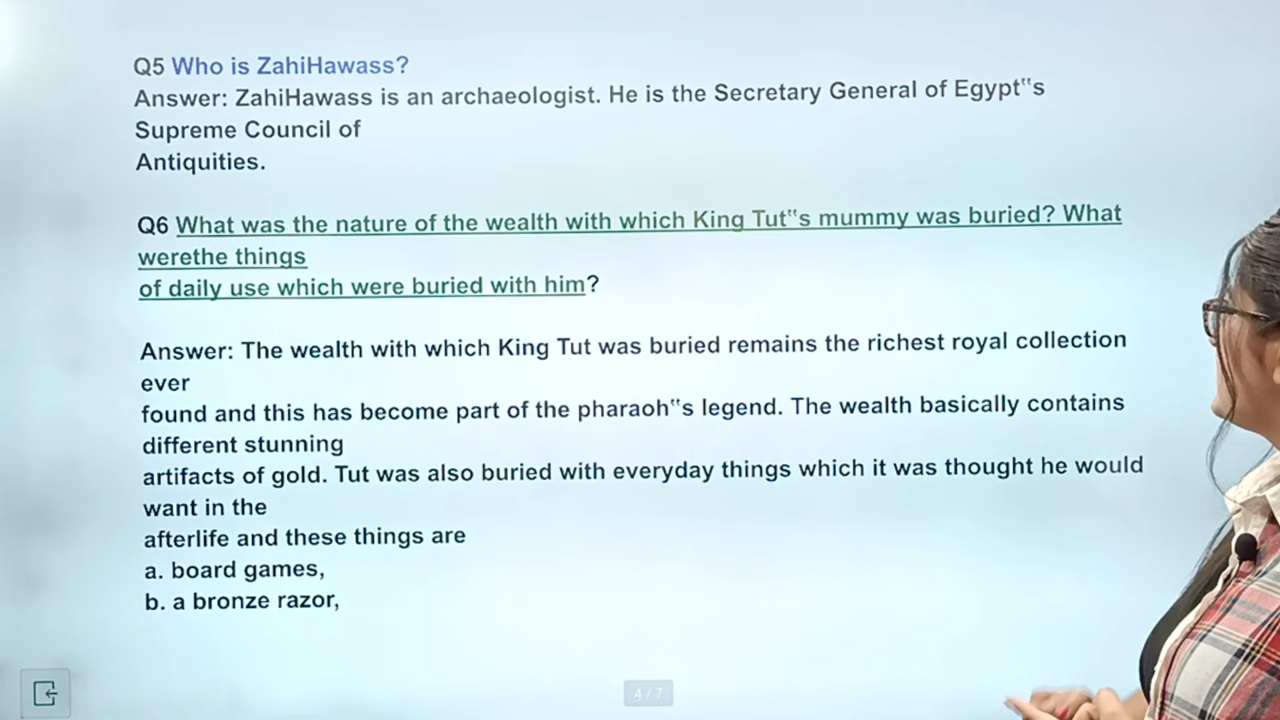 Q5 Who is ZahiHawass?
Answer: ZahiHawass is an archaeologist. He is the Secretary General of Egypt‟s
Supreme Council of
Antiquities.
Q6 What was the nature of the wealth with which King Tut‟s mummy was buried? What
werethe things
of daily use which were buried with him?
Answer: The wealth with which King Tut was buried remains the richest royal collection
ever
found and this has become part of the pharaoh‟s legend. The wealth basically contains
different stunning
artifacts of gold. Tut was also buried with everyday things which it was thought he would
want in the
afterlife and these things are
a. board games,
b. a bronze razor,
4 / 7